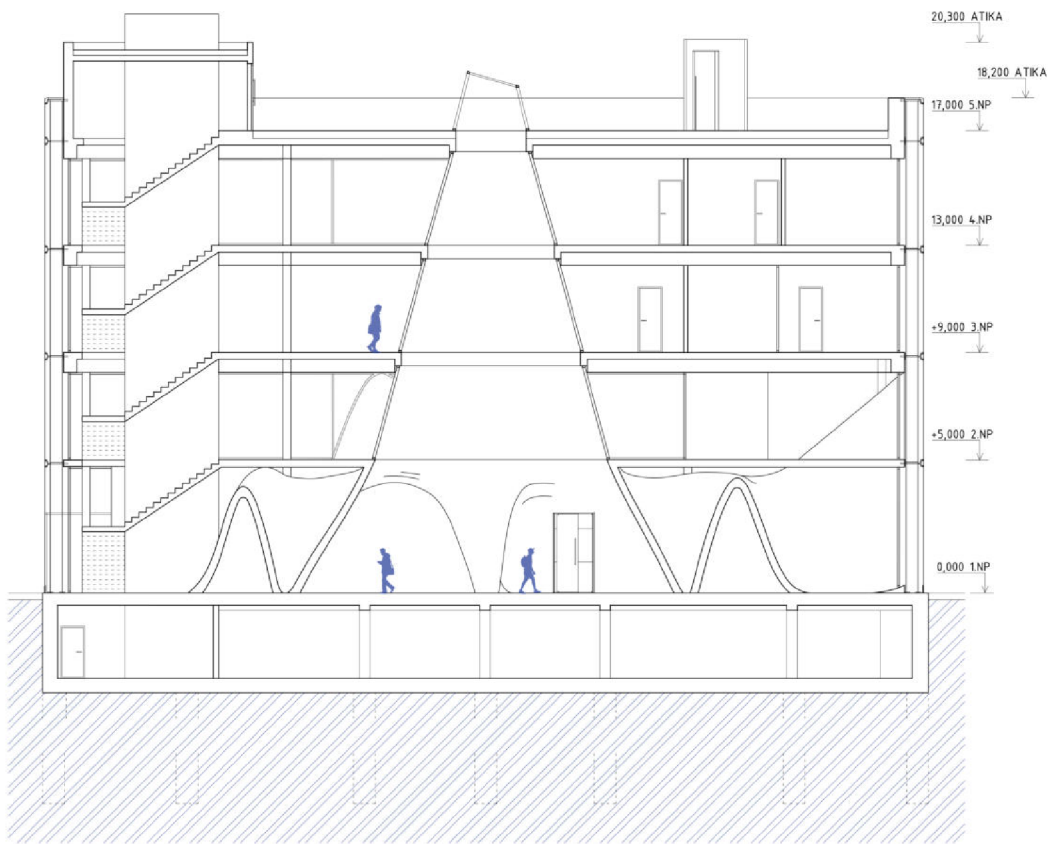 20,300 ATIKA
18,200 ATIKA
17,000 5.NP
13,000 4.NP
+9,000 3.NP
+5,000 2.NP
0,000 1.NP